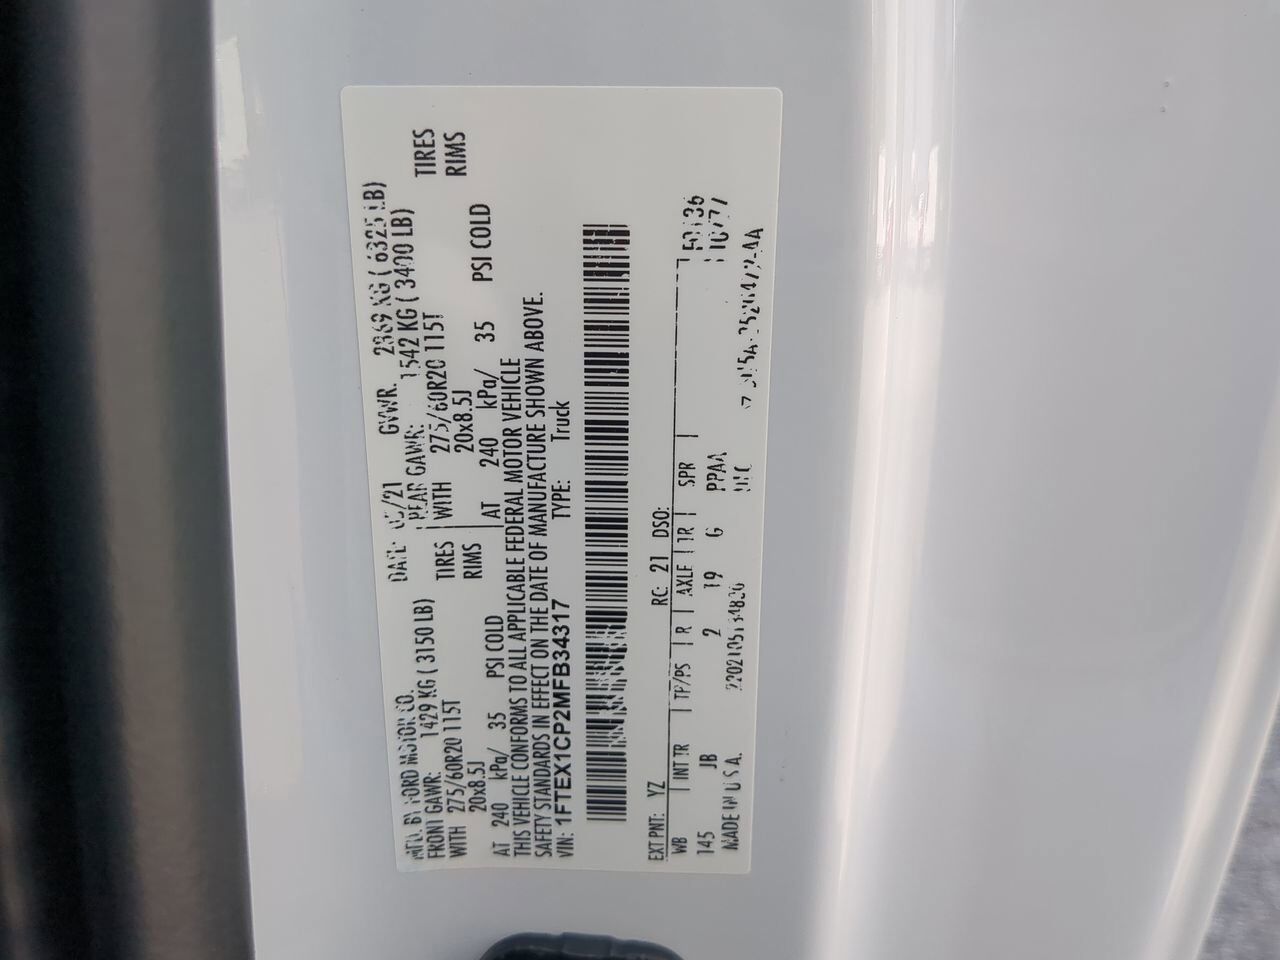 MFD. BY FORD MOTOR CO. DATE: 05/21 GVWR: 2869 KG ( 6325 LB)
FRONT GAWR: 1429 KG ( 3150 LB) REAR GAWR: 1542 KG ( 3400 LB)
WITH 275/60R20 115T TIRES WITH 275/60R20 115T TIRES
20x8.5J RIMS 20x8.5J RIMS
AT 240 kPa/ 35 PSI COLD AT 240 kPa/ 35 PSI COLD
THIS VEHICLE CONFORMS TO ALL APPLICABLE FEDERAL MOTOR VEHICLE
SAFETY STANDARDS IN EFFECT ON THE DATE OF MANUFACTURE SHOWN ABOVE.
VIN: 1FTEX1CP2MFB34317 TYPE: Truck
EXT PNT: YZ RC: 21 DSO:
WB INT TR TP/PS R AXLE TR SPR
145 JB 2 19 G PPAA
MADE IN U.S.A.